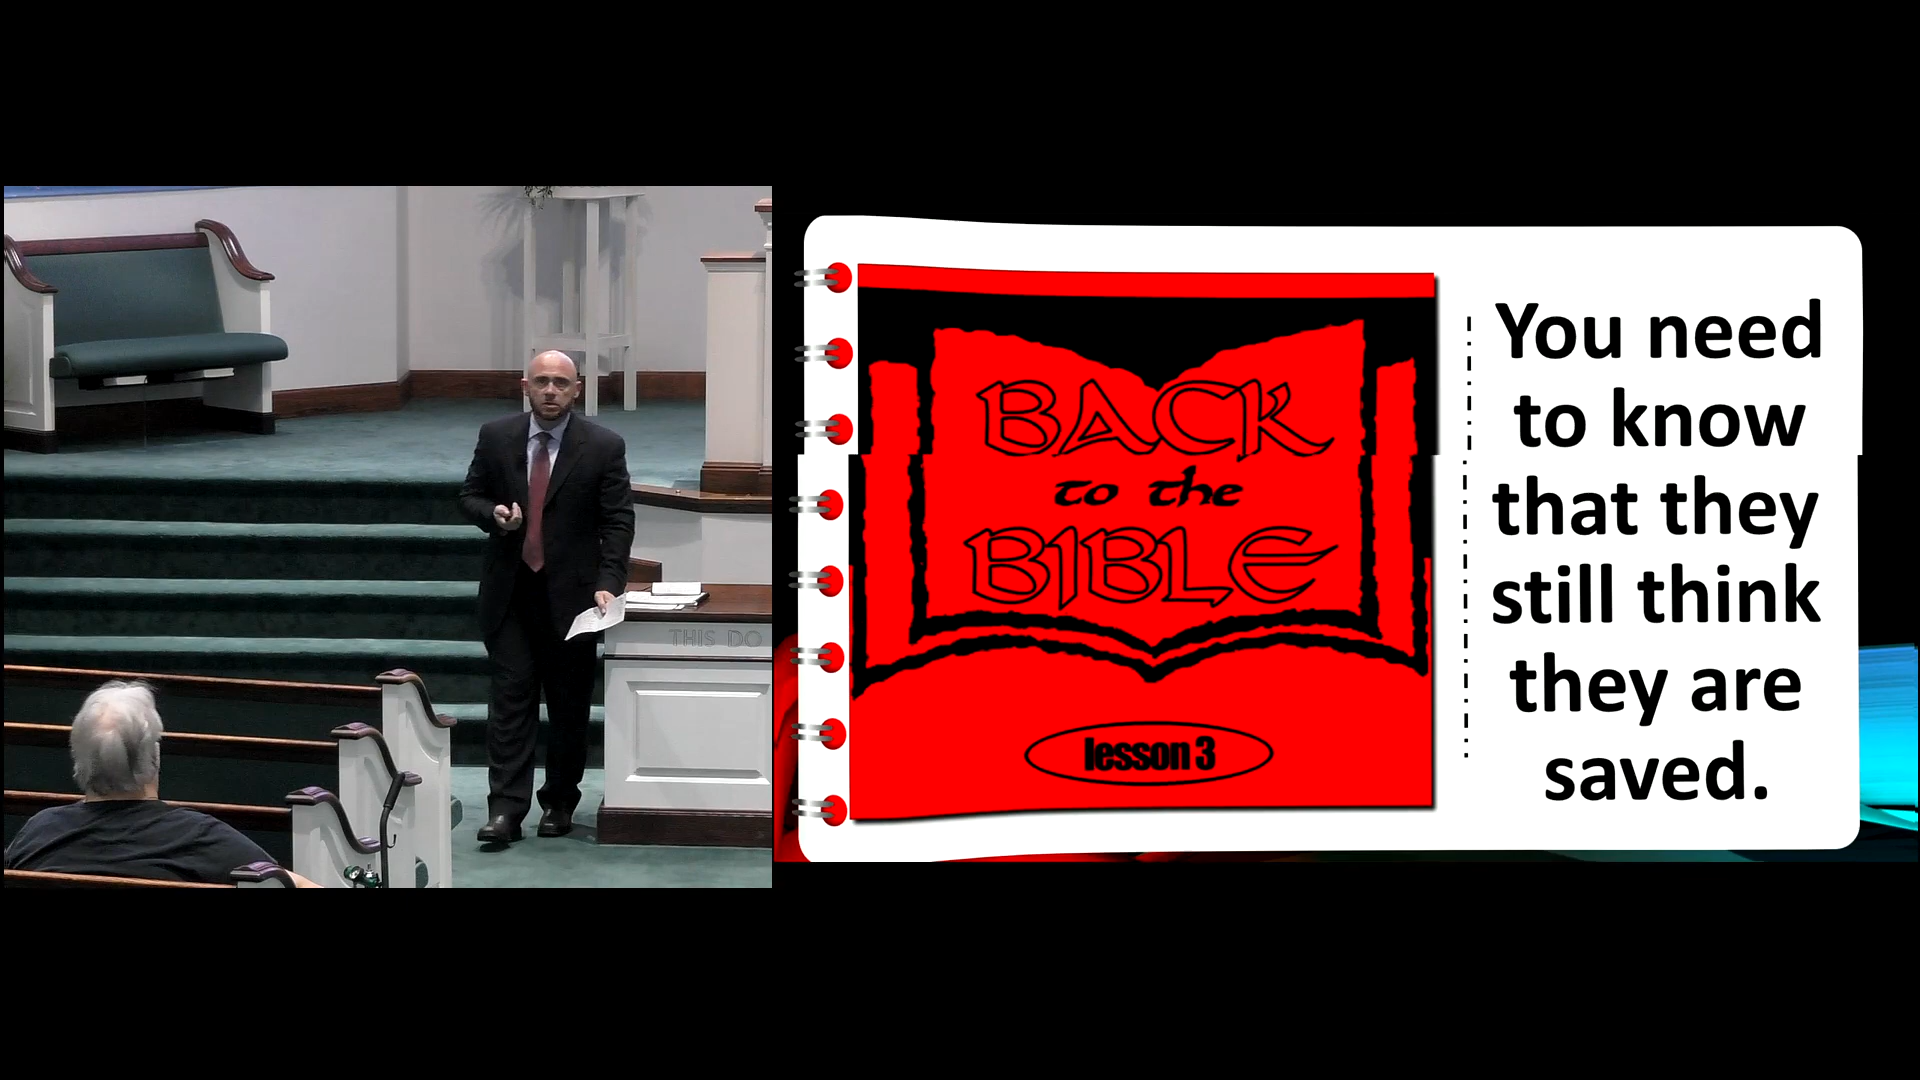 THIS DO
BACK
to the
BIBLE
lesson 3
You need
to know
that they
still think
they are
saved.